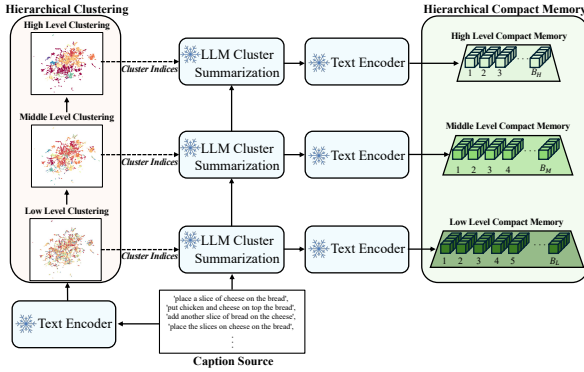 Hierarchical Clustering
Hierarchical Compact Memory
High Level Clustering
Cluster Indices
LLM Cluster
Summarization
Text Encoder
High Level Compact Memory
1 2 3 B_H
Middle Level Clustering
Cluster Indices
LLM Cluster
Summarization
Text Encoder
Middle Level Compact Memory
1 2 3 4 B_M
Low Level Clustering
Cluster Indices
LLM Cluster
Summarization
Text Encoder
Low Level Compact Memory
1 2 3 4 5 B_L
Text Encoder
'place a slice of cheese on the bread',
'put chicken and cheese on top the bread',
'add another slice of bread on the cheese',
'place the slices on cheese on the bread',
Caption Source